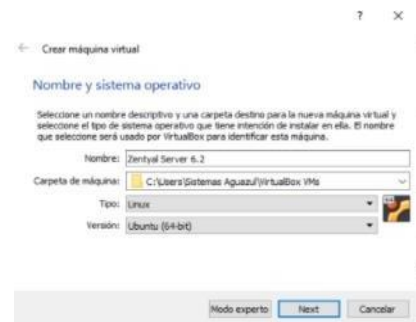 Crear máquina virtual
Nombre y sistema operativo
Seleccione un nombre descriptivo y una carpeta destino para la nueva máquina virtual y
seleccione el tipo de sistema operativo que tiene intención de instalar en ella. El nombre
que seleccione será usado por VirtualBox para identificar esta máquina.
Nombre: Zentyal Server 6.2
Carpeta de máquina: C:\Users\Sistemas Aguazul\VirtualBox VMs
Tipo: Linux
Versión: Ubuntu (64-bit)
Modo experto Next Cancelar